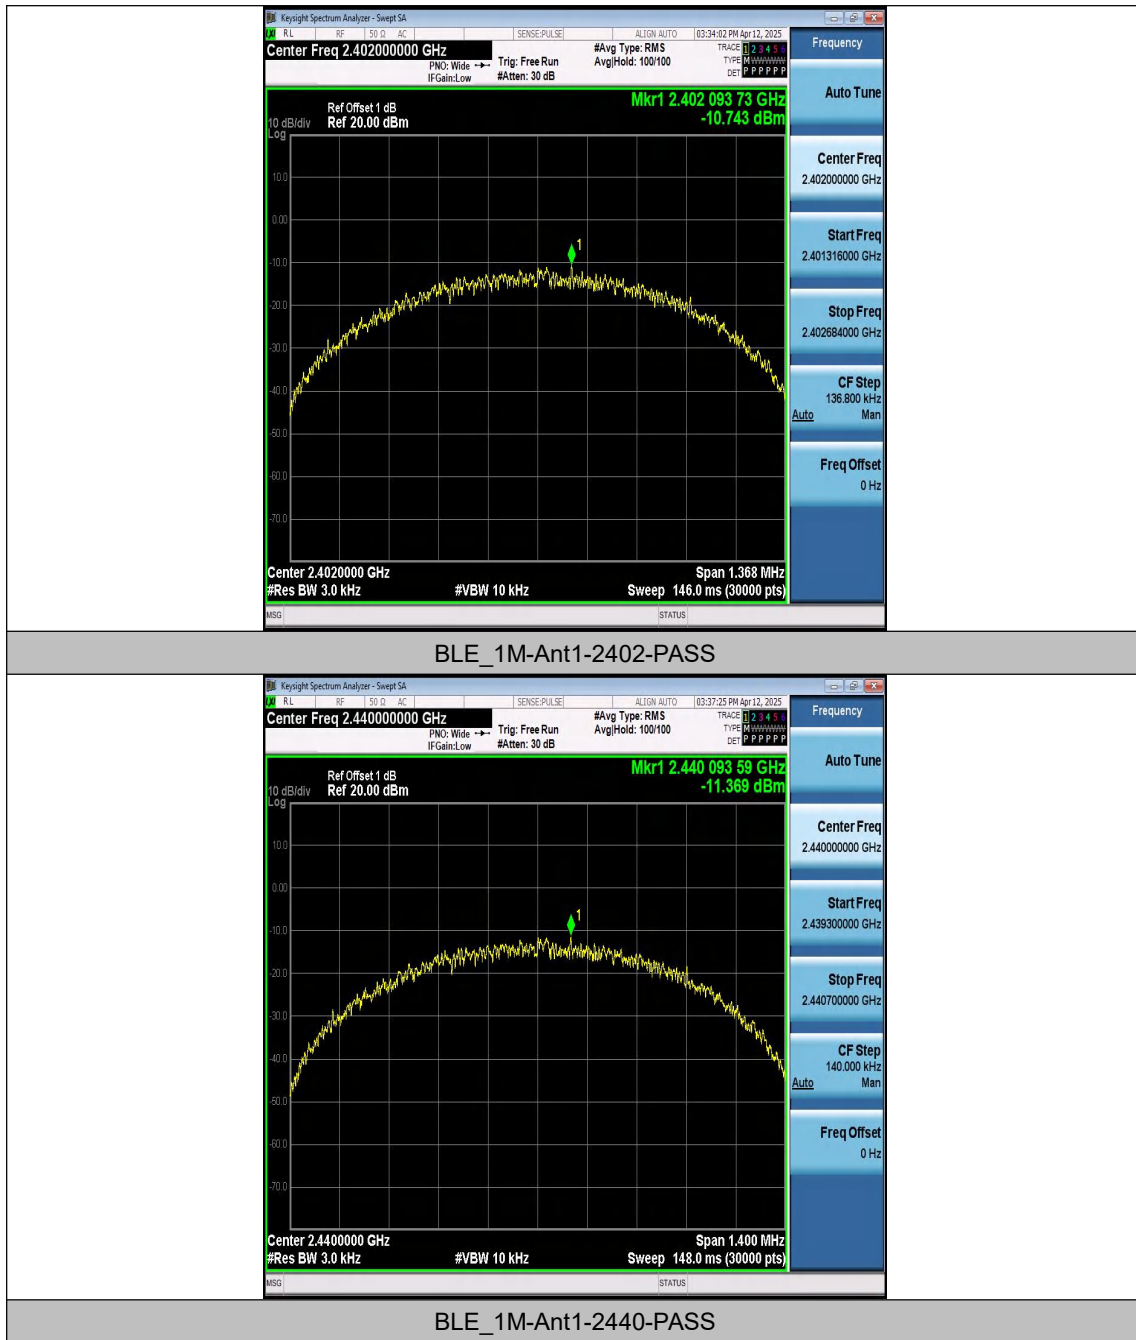 Keysight Spectrum Analyzer - Swept SA
RL RF 50 Ω AC SENSE:PULSE ALIGN AUTO 03:34:02 PM Apr 12, 2025
Center Freq 2.402000000 GHz #Avg Type: RMS TRACE 1 2 3 4 5 6
PNO: Wide Trig: Free Run Avg|Hold: 100/100 TYPE M WWWWW
IFGain:Low #Atten: 30 dB DET P P P P P P
Frequency
Auto Tune
Mkr1 2.402 093 73 GHz
-10.743 dBm
Ref Offset 1 dB
10 dB/div Ref 20.00 dBm
Log
10.0
0.00
-10.0
-20.0
-30.0
-40.0
-50.0
-60.0
-70.0
1
Center Freq
2.402000000 GHz
Start Freq
2.401316000 GHz
Stop Freq
2.402684000 GHz
CF Step
136.800 kHz
Auto Man
Freq Offset
0 Hz
Center 2.4020000 GHz Span 1.368 MHz
#Res BW 3.0 kHz #VBW 10 kHz Sweep 146.0 ms (30000 pts)
MSG STATUS
BLE_1M-Ant1-2402-PASS
Keysight Spectrum Analyzer - Swept SA
RL RF 50 Ω AC SENSE:PULSE ALIGN AUTO 03:37:25 PM Apr 12, 2025
Center Freq 2.440000000 GHz #Avg Type: RMS TRACE 1 2 3 4 5 6
PNO: Wide Trig: Free Run Avg|Hold: 100/100 TYPE M WWWWW
IFGain:Low #Atten: 30 dB DET P P P P P P
Frequency
Auto Tune
Mkr1 2.440 093 59 GHz
-11.369 dBm
Ref Offset 1 dB
10 dB/div Ref 20.00 dBm
Log
10.0
0.00
-10.0
-20.0
-30.0
-40.0
-50.0
-60.0
-70.0
1
Center Freq
2.440000000 GHz
Start Freq
2.439300000 GHz
Stop Freq
2.440700000 GHz
CF Step
140.000 kHz
Auto Man
Freq Offset
0 Hz
Center 2.4400000 GHz Span 1.400 MHz
#Res BW 3.0 kHz #VBW 10 kHz Sweep 148.0 ms (30000 pts)
MSG STATUS
BLE_1M-Ant1-2440-PASS